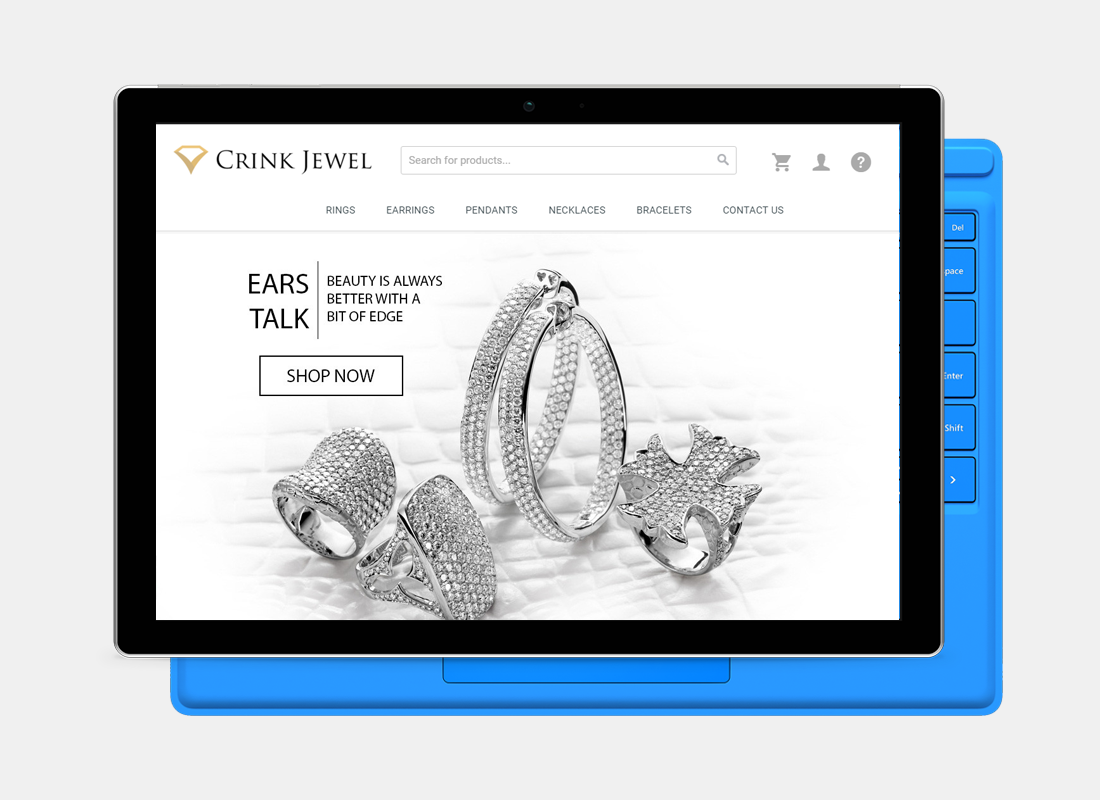 CRINK JEWEL
Search for products...
?
RINGS EARRINGS PENDANTS NECKLACES BRACELETS CONTACT US
EARS
TALK
BEAUTY IS ALWAYS
BETTER WITH A
BIT OF EDGE
SHOP NOW
Del
pace
Enter
Shift